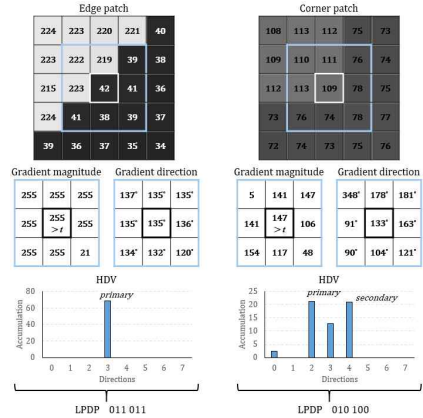 Edge patch
Corner patch
224 223 220 221 40
223 222 219 39 38
215 223 42 41 36
224 41 38 39 37
39 36 37 35 34
108 113 112 75 73
109 110 111 76 74
112 113 109 78 75
73 76 74 78 77
72 74 73 75 76
Gradient magnitude
Gradient direction
Gradient magnitude
Gradient direction
255 255 255
255 255 >t 255
255 255 21
137° 135° 135°
135° 135° 136°
134° 132° 120°
5 141 147
141 147 >t 106
154 117 48
348° 178° 181°
91° 133° 163°
90° 104° 121°
HDV
80
60
40
20
0
Accumulation
primary
0 1 2 3 4 5 6 7
Directions
LPDP 011 011
HDV
25
20
15
10
5
0
Accumulation
primary
secondary
0 1 2 3 4 5 6 7
Directions
LPDP 010 100